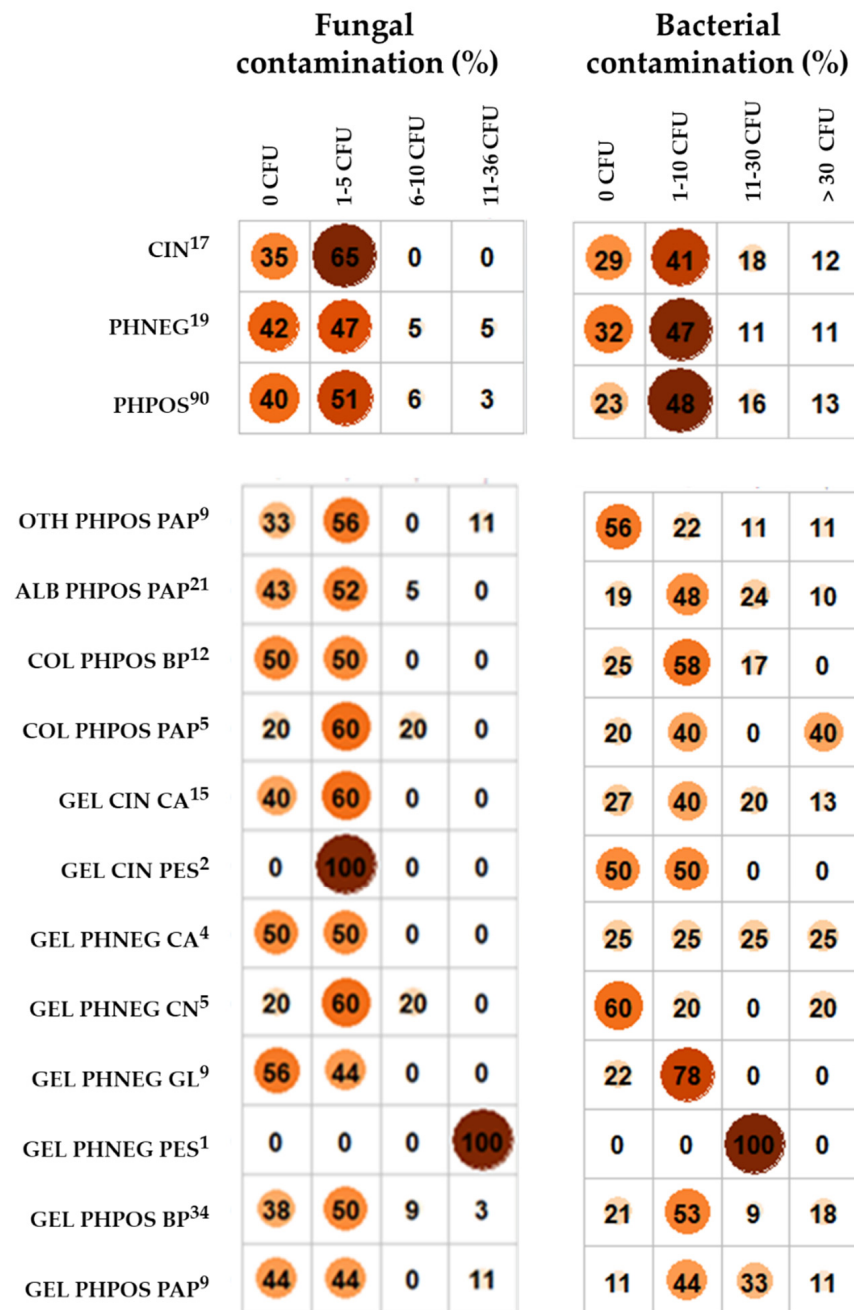 Fungal contamination (%) Bacterial contamination (%)
0 CFU 1-5 CFU 6-10 CFU 11-36 CFU 0 CFU 1-10 CFU 11-30 CFU > 30 CFU
CIN17 35 65 0 0 29 41 18 12
PHNEG19 42 47 5 5 32 47 11 11
PHPOS90 40 51 6 3 23 48 16 13
OTH PHPOS PAP9 33 56 0 11 56 22 11 11
ALB PHPOS PAP21 43 52 5 0 19 48 24 10
COL PHPOS BP12 50 50 0 0 25 58 17 0
COL PHPOS PAP5 20 60 20 0 20 40 0 40
GEL CIN CA15 40 60 0 0 27 40 20 13
GEL CIN PES2 0 100 0 0 50 50 0 0
GEL PHNEG CA4 50 50 0 0 25 25 25 25
GEL PHNEG CN5 20 60 20 0 60 20 0 20
GEL PHNEG GL9 56 44 0 0 22 78 0 0
GEL PHNEG PES1 0 0 0 100 0 0 100 0
GEL PHPOS BP34 38 50 9 3 21 53 9 18
GEL PHPOS PAP9 44 44 0 11 11 44 33 11